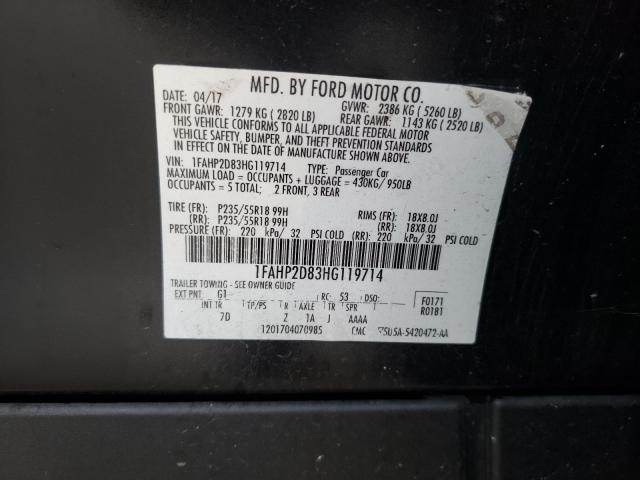 MFD. BY FORD MOTOR CO.
DATE: 04/17 GVWR: 2386 KG ( 5260 LB)
FRONT GAWR: 1279 KG ( 2820 LB) REAR GAWR: 1143 KG ( 2520 LB)
THIS VEHICLE CONFORMS TO ALL APPLICABLE FEDERAL MOTOR
VEHICLE SAFETY, BUMPER, AND THEFT PREVENTION STANDARDS
IN EFFECT ON THE DATE OF MANUFACTURE SHOWN ABOVE.
VIN: 1FAHP2D83HG119714 TYPE: Passenger Car
MAXIMUM LOAD = OCCUPANTS + LUGGAGE = 430KG/ 950LB
OCCUPANTS = 5 TOTAL; 2 FRONT, 3 REAR
TIRE (FR): P235/55R18 99H RIMS (FR): 18X8.0J
(RR): P235/55R18 99H (RR): 18X8.0J
PRESSURE (FR): 220 kPa/ 32 PSI COLD (RR): 220 kPa/ 32 PSI COLD
1FAHP2D83HG119714
TRAILER TOWING - SEE OWNER GUIDE
EXT PNT: G1 RC: 53 DSO: F0171
INT TR TP/PS R AXLE TR SPR R0181
7D Z 1A J AAAA
1201704070985 CMC 5U5A-5420472-AA